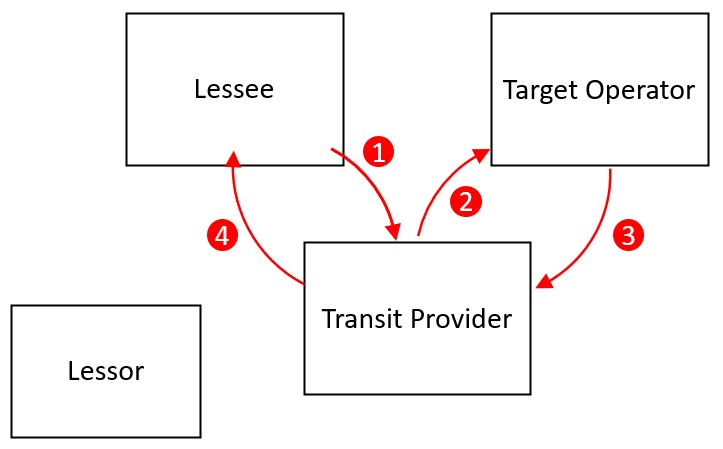 Lessee
Target Operator
1
2
4
3
Transit Provider
Lessor